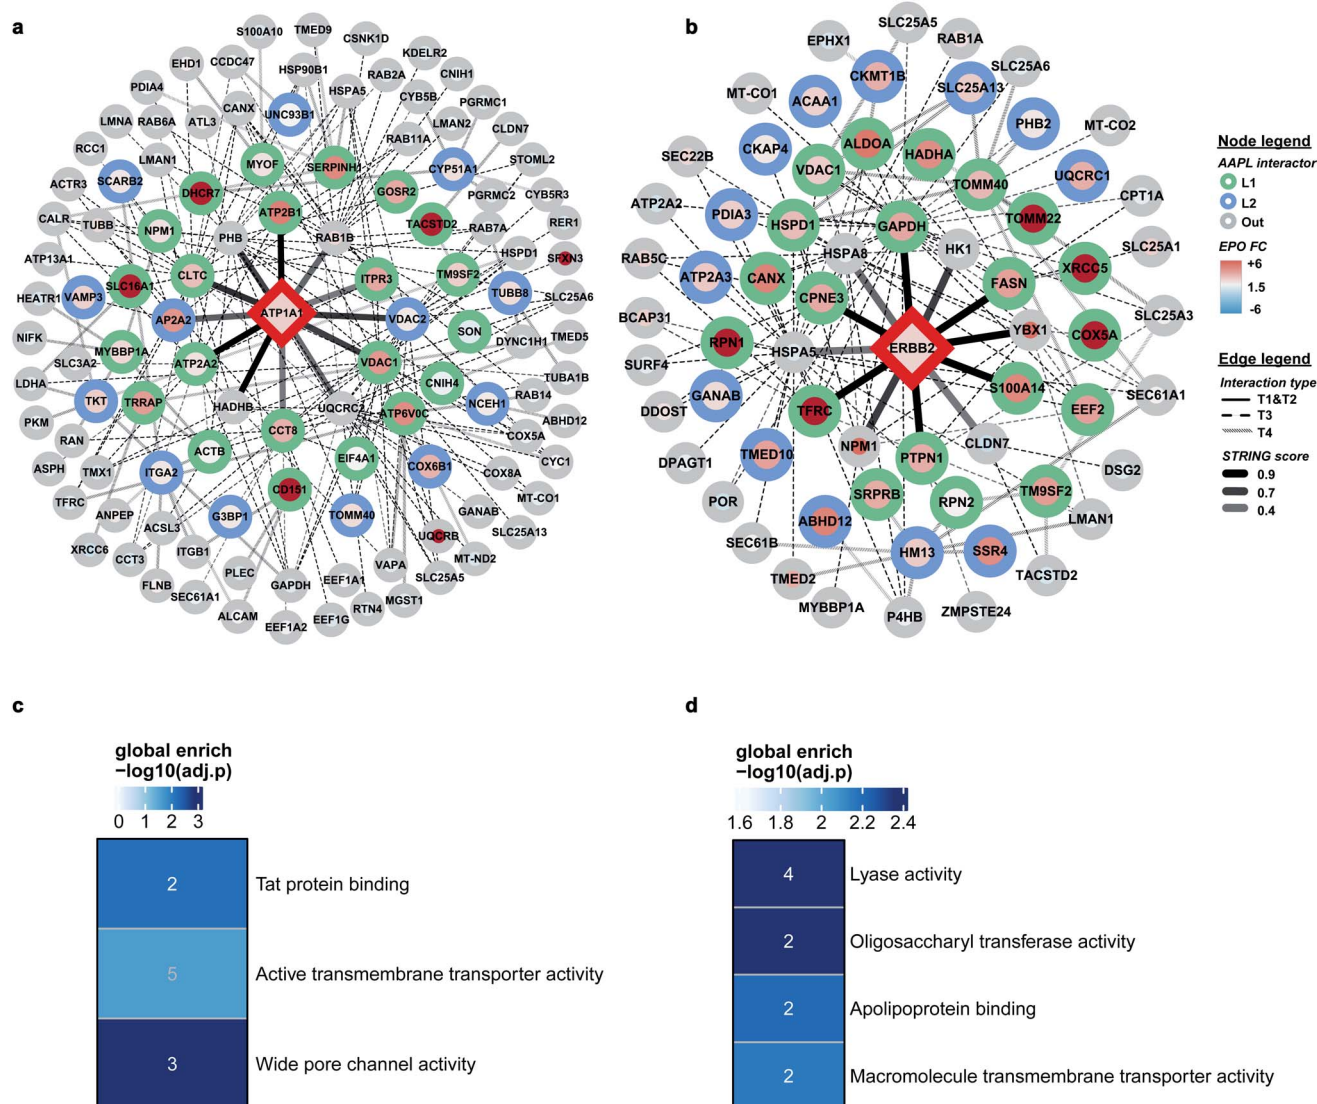 a
S100A10
TMED9
CSNK1D
KDELR2
EHD1
CCDC47
HSP90B1
RAB2A
CNIH1
PDIA4
HSPA5
CYB5B
PGRMC1
CANX
UNC93B1
LMNA
RAB6A
ATL3
RAB11A
LMAN2
CLDN7
RCC1
LMAN1
MYOF
SERPINH1
CYP51A1
STOML2
SCARB2
DHCR7
GOSR2
PGRMC2
CYB5R3
ACTR3
ATP2B1
TACSTD2
RER1
CALR
TUBB
NPM1
PHB
RAB1B
RAB7A
HSPD1
SFXN3
ATP13A1
CLTC
ITPR3
TM9SF2
SLC16A1
TUBB8
SLC25A6
HEATR1
VAMP3
AP2A2
ATP1A1
VDAC2
SON
TMED5
NIFK
MYBBP1A
DYNC1H1
SLC3A2
ATP2A2
VDAC1
CNIH4
TUBA1B
LDHA
TKT
TRRAP
HADHB
UQCRC2
ATP6V0C
NCEH1
RAB14
ABHD12
PKM
RAN
CCT8
COX5A
ACTB
EIF4A1
CYC1
ASPH
TMX1
ITGA2
COX6B1
COX8A
TFRC
CD151
MT-CO1
ANPEP
G3BP1
TOMM40
GANAB
ACSL3
SLC25A13
XRCC6
ITGB1
UQCRB
CCT3
VAPA
MT-ND2
FLNB
PLEC
GAPDH
EEF1A1
SLC25A5
SEC61A1
RTN4
MGST1
ALCAM
EEF1A2
EEF1G
b
SLC25A5
EPHX1
RAB1A
SLC25A6
CKMT1B
MT-CO1
ACAA1
SLC25A13
PHB2
MT-CO2
CKAP4
ALDOA
HADHA
SEC22B
VDAC1
TOMM40
UQCRC1
CPT1A
ATP2A2
PDIA3
HSPD1
GAPDH
TOMM22
HSPA8
HK1
SLC25A1
RAB5C
ATP2A3
CANX
CPNE3
FASN
XRCC5
BCAP31
SLC25A3
YBX1
COX5A
RPN1
HSPA5
ERBB2
SURF4
S100A14
GANAB
SEC61A1
DDOST
TFRC
EEF2
NPM1
CLDN7
TMED10
PTPN1
DPAGT1
DSG2
SRPRB
RPN2
TM9SF2
POR
ABHD12
LMAN1
SEC61B
HM13
SSR4
TMED2
TACSTD2
MYBBP1A
P4HB
ZMPSTE24
Node legend
AAPL interactor
L1
L2
Out
EPO FC
+6
1.5
-6
Edge legend
Interaction type
T1&T2
T3
T4
STRING score
0.9
0.7
0.4
c
global enrich
−log10(adj.p)
0 1 2 3
2 Tat protein binding
5 Active transmembrane transporter activity
3 Wide pore channel activity
d
global enrich
−log10(adj.p)
1.6 1.8 2 2.2 2.4
4 Lyase activity
2 Oligosaccharyl transferase activity
2 Apolipoprotein binding
2 Macromolecule transmembrane transporter activity